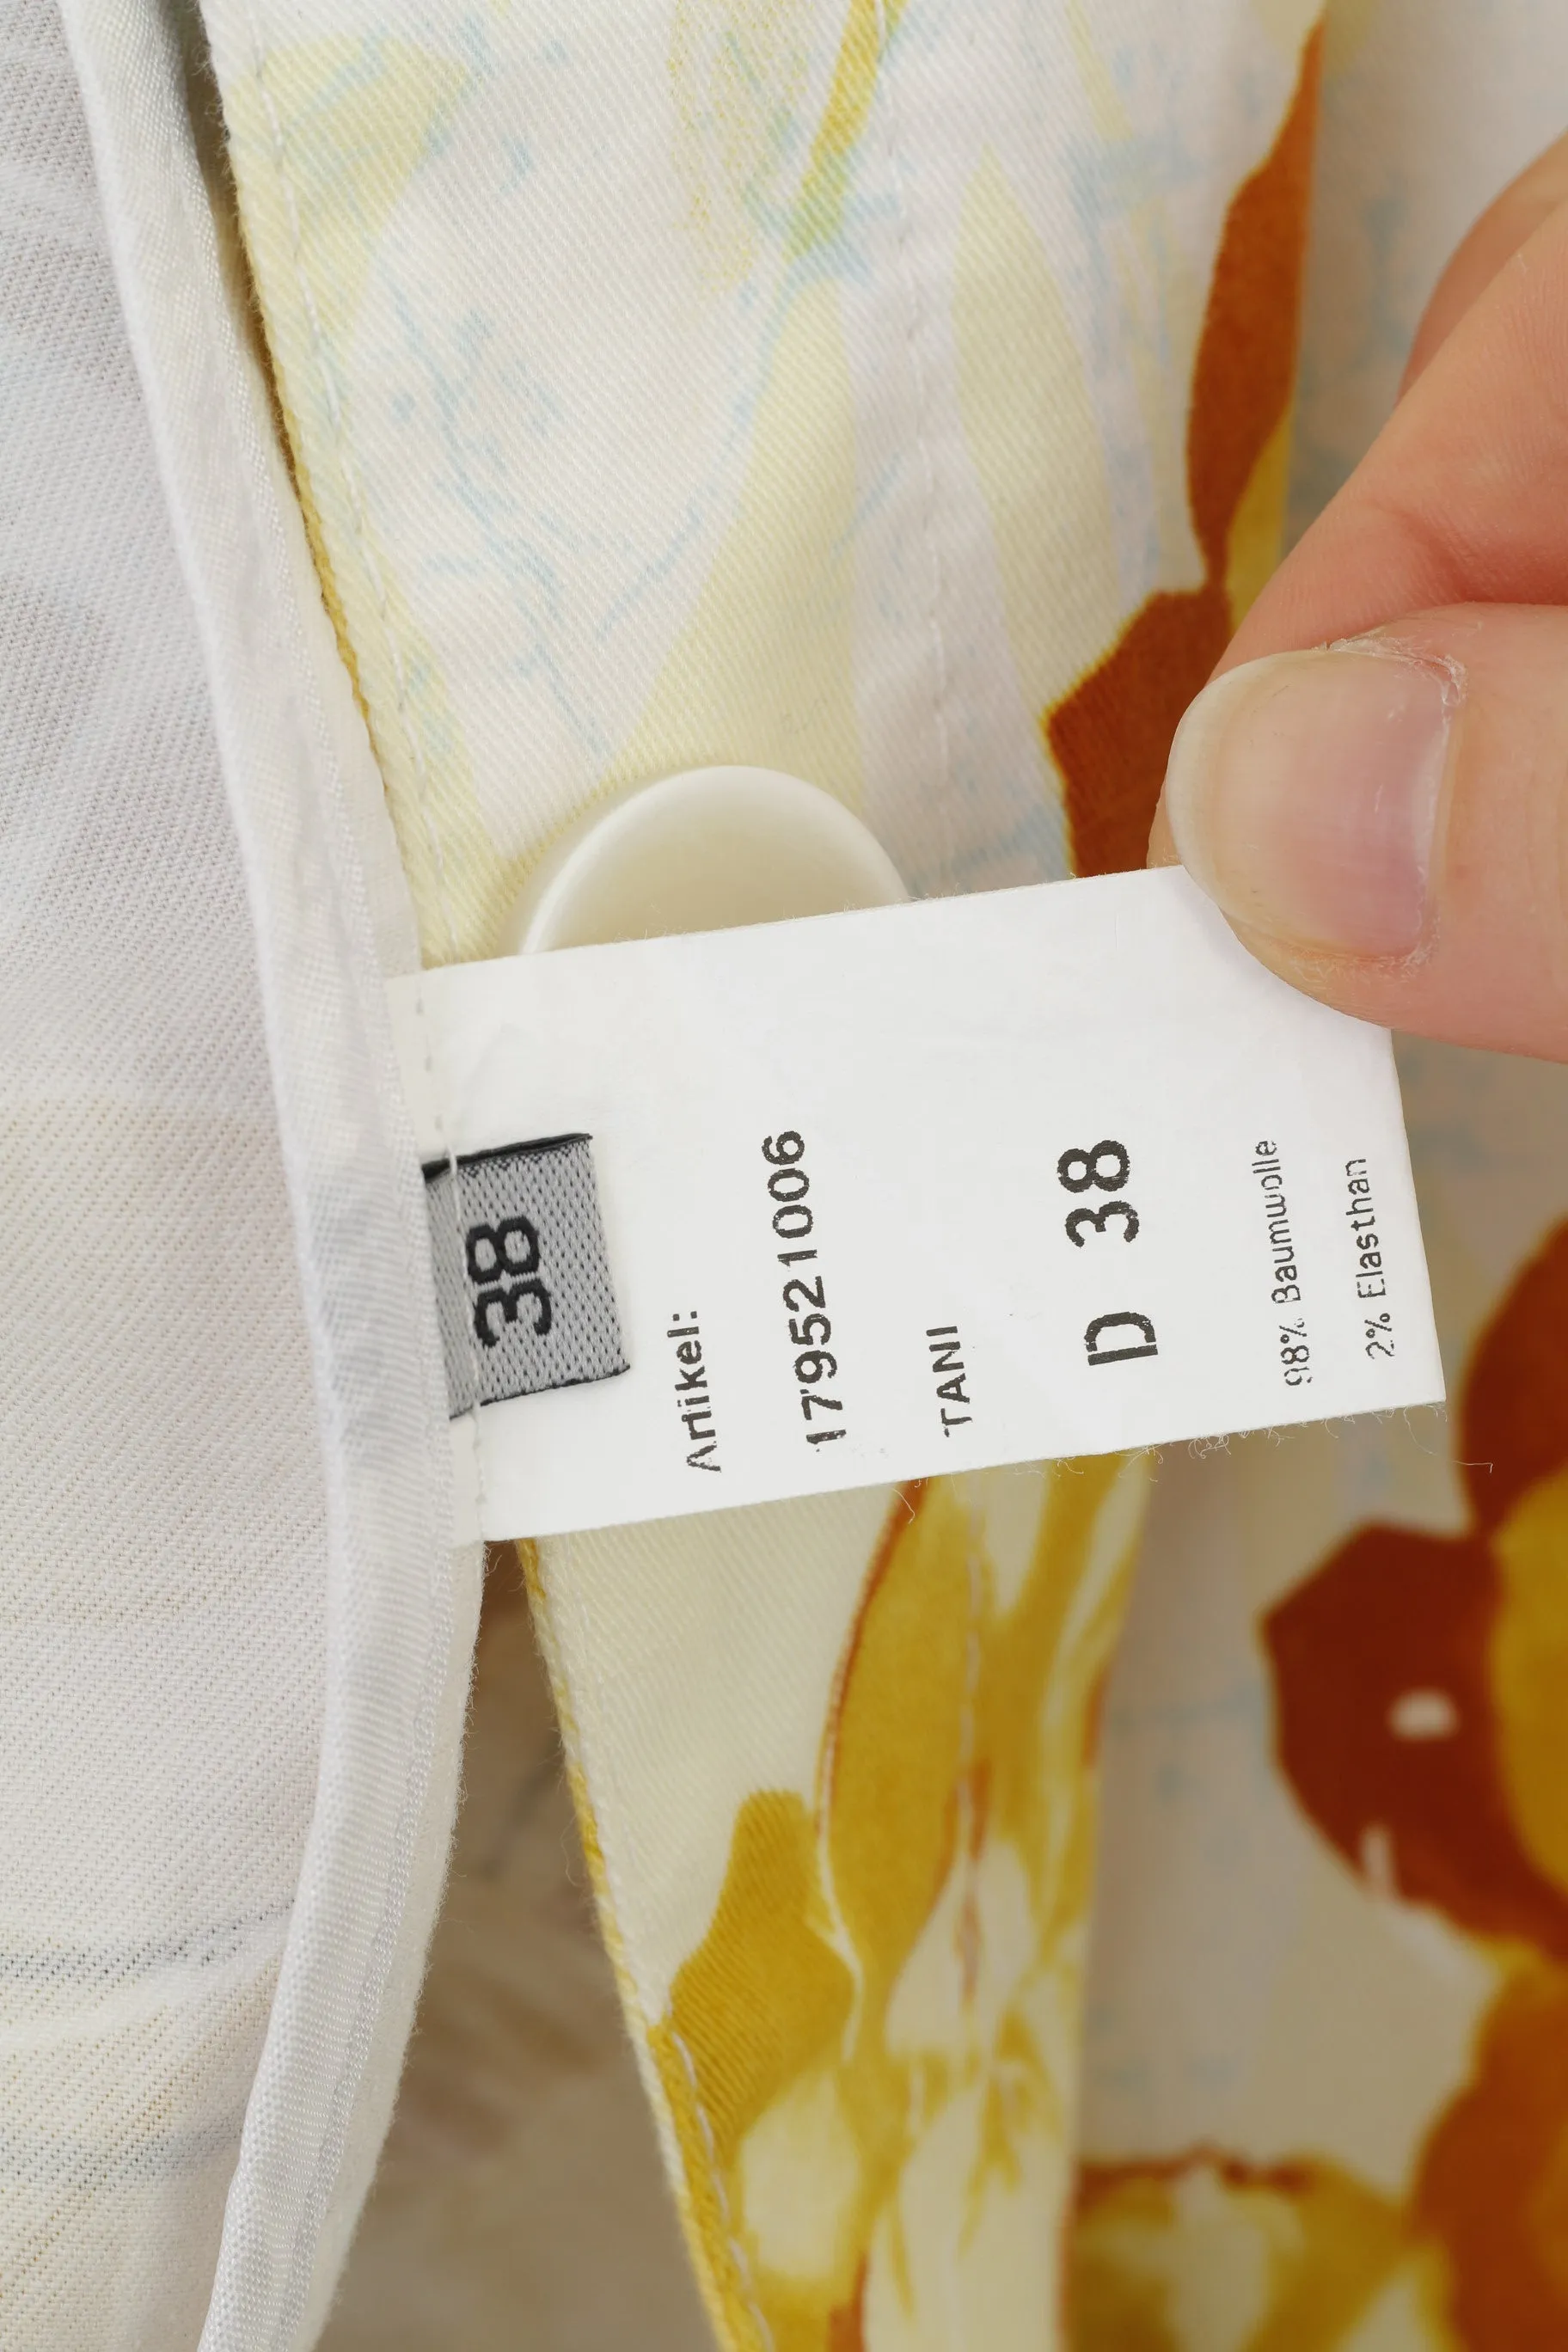 38
Artikel:
179521006
TANI
D 38
98% Baumwolle
2% Elasthan